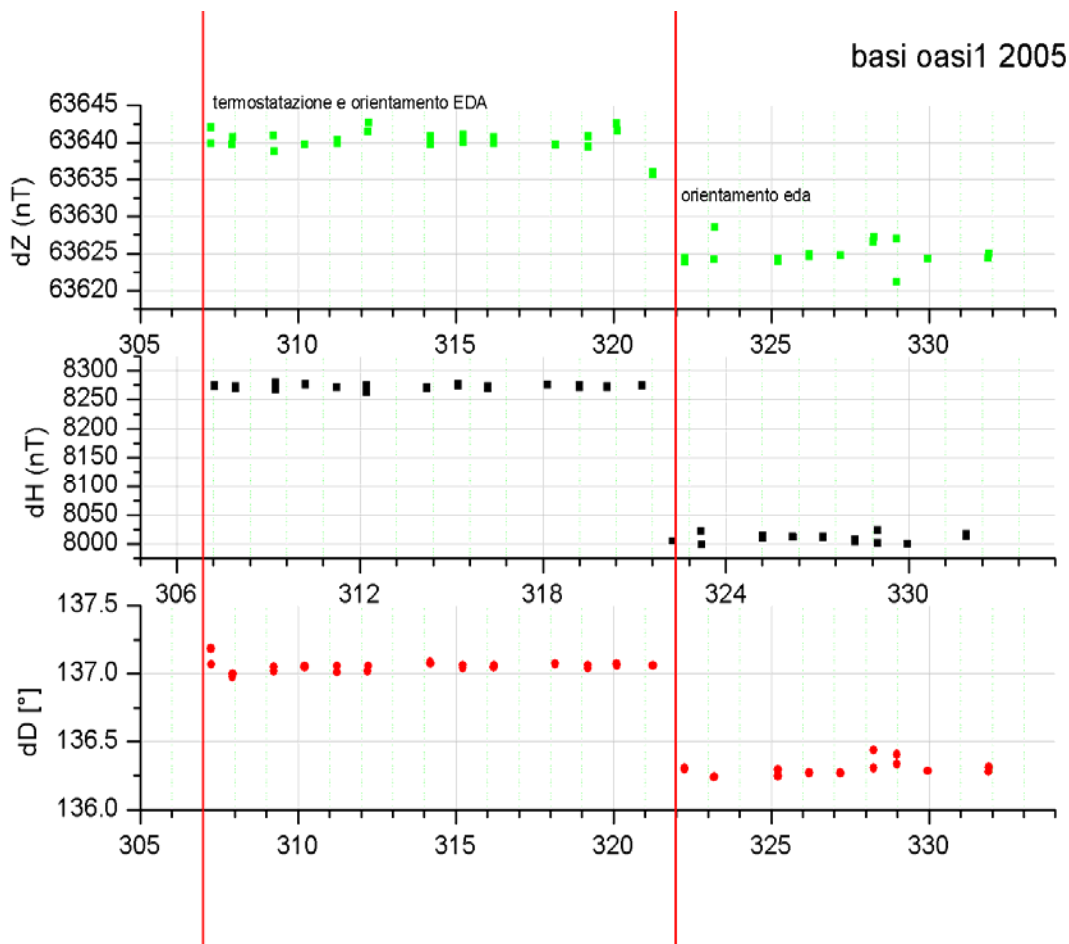 basi oasi1 2005
termostatazione e orientamento EDA
orientamento eda
dZ (nT)
63645
63640
63635
63630
63625
63620
305 310 315 320 325 330
dH (nT)
8300
8250
8200
8150
8100
8050
8000
306 312 318 324 330
dD [°]
137.5
137.0
136.5
136.0
305 310 315 320 325 330